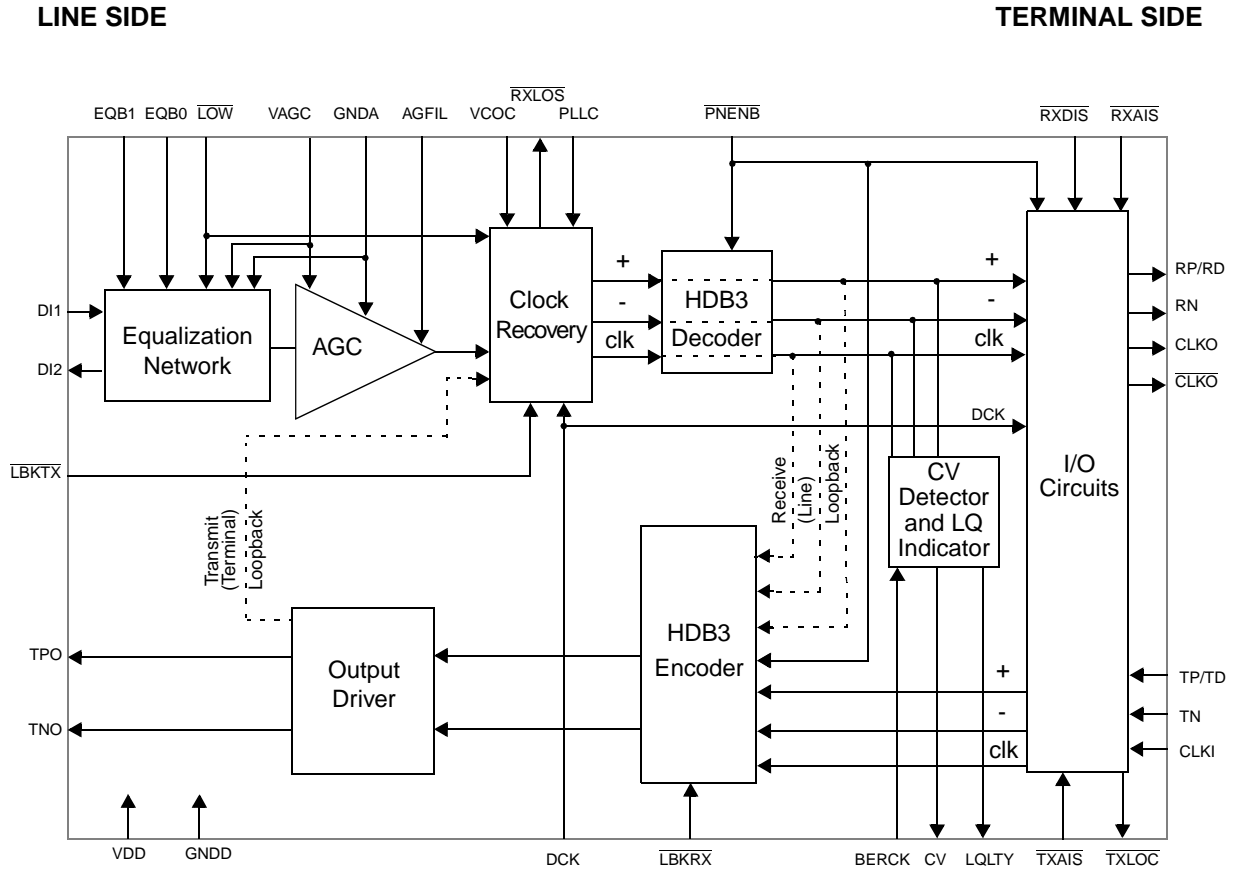 LINE SIDE
TERMINAL SIDE
EQB1
EQB0
LOW
VAGC
GNDA
AGFIL
VCOC
RXLOS
PLLC
PNENB
RXDIS
RXAIS
DI1
DI2
Equalization
Network
AGC
Clock
Recovery
+
-
clk
HDB3
Decoder
+
-
clk
DCK
I/O
Circuits
RP/RD
RN
CLKO
CLKO
LBKTX
Transmit
(Terminal)
Loopback
Receive
(Line)
Loopback
CV
Detector
and LQ
Indicator
TPO
TNO
Output
Driver
HDB3
Encoder
+
-
clk
TP/TD
TN
CLKI
VDD
GNDD
DCK
LBKRX
BERCK
CV
LQLTY
TXAIS
TXLOC